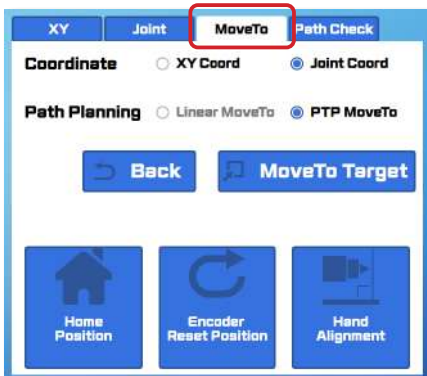 XY Joint MoveTo Path Check
Coordinate XY Coord Joint Coord
Path Planning Linear MoveTo PTP MoveTo
Back MoveTo Target
Home Position
Encoder Reset Position
Hand Alignment